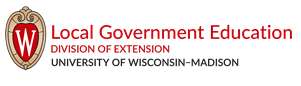 W
Local Government Education
DIVISION OF EXTENSION
UNIVERSITY OF WISCONSIN–MADISON